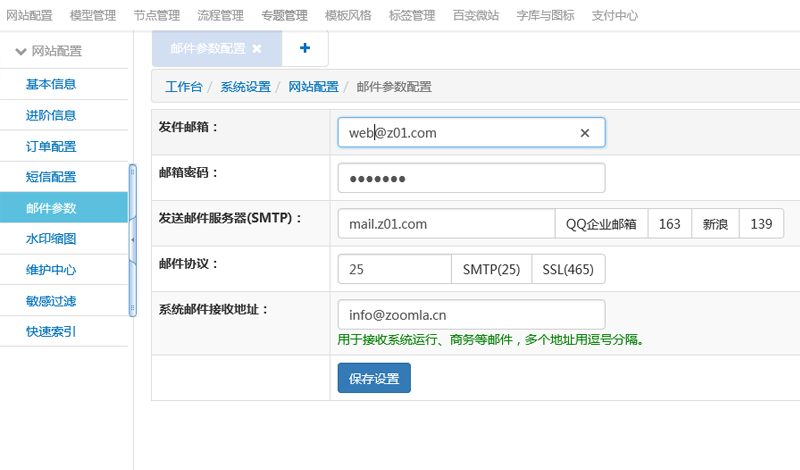 网站配置 模型管理 节点管理 流程管理 专题管理 模板风格 标签管理 百变微站 字库与图标 支付中心
网站配置
基本信息
进阶信息
订单配置
短信配置
邮件参数
水印缩图
维护中心
敏感过滤
快速索引
邮件参数配置 ✖ +
工作台 / 系统设置 / 网站配置 / 邮件参数配置
发件邮箱： web@z01.com ✕
邮箱密码： •••••••
发送邮件服务器(SMTP)： mail.z01.com QQ企业邮箱 163 新浪 139
邮件协议： 25 SMTP(25) SSL(465)
系统邮件接收地址： info@zoomla.cn
用于接收系统运行、商务等邮件，多个地址用逗号分隔。
保存设置